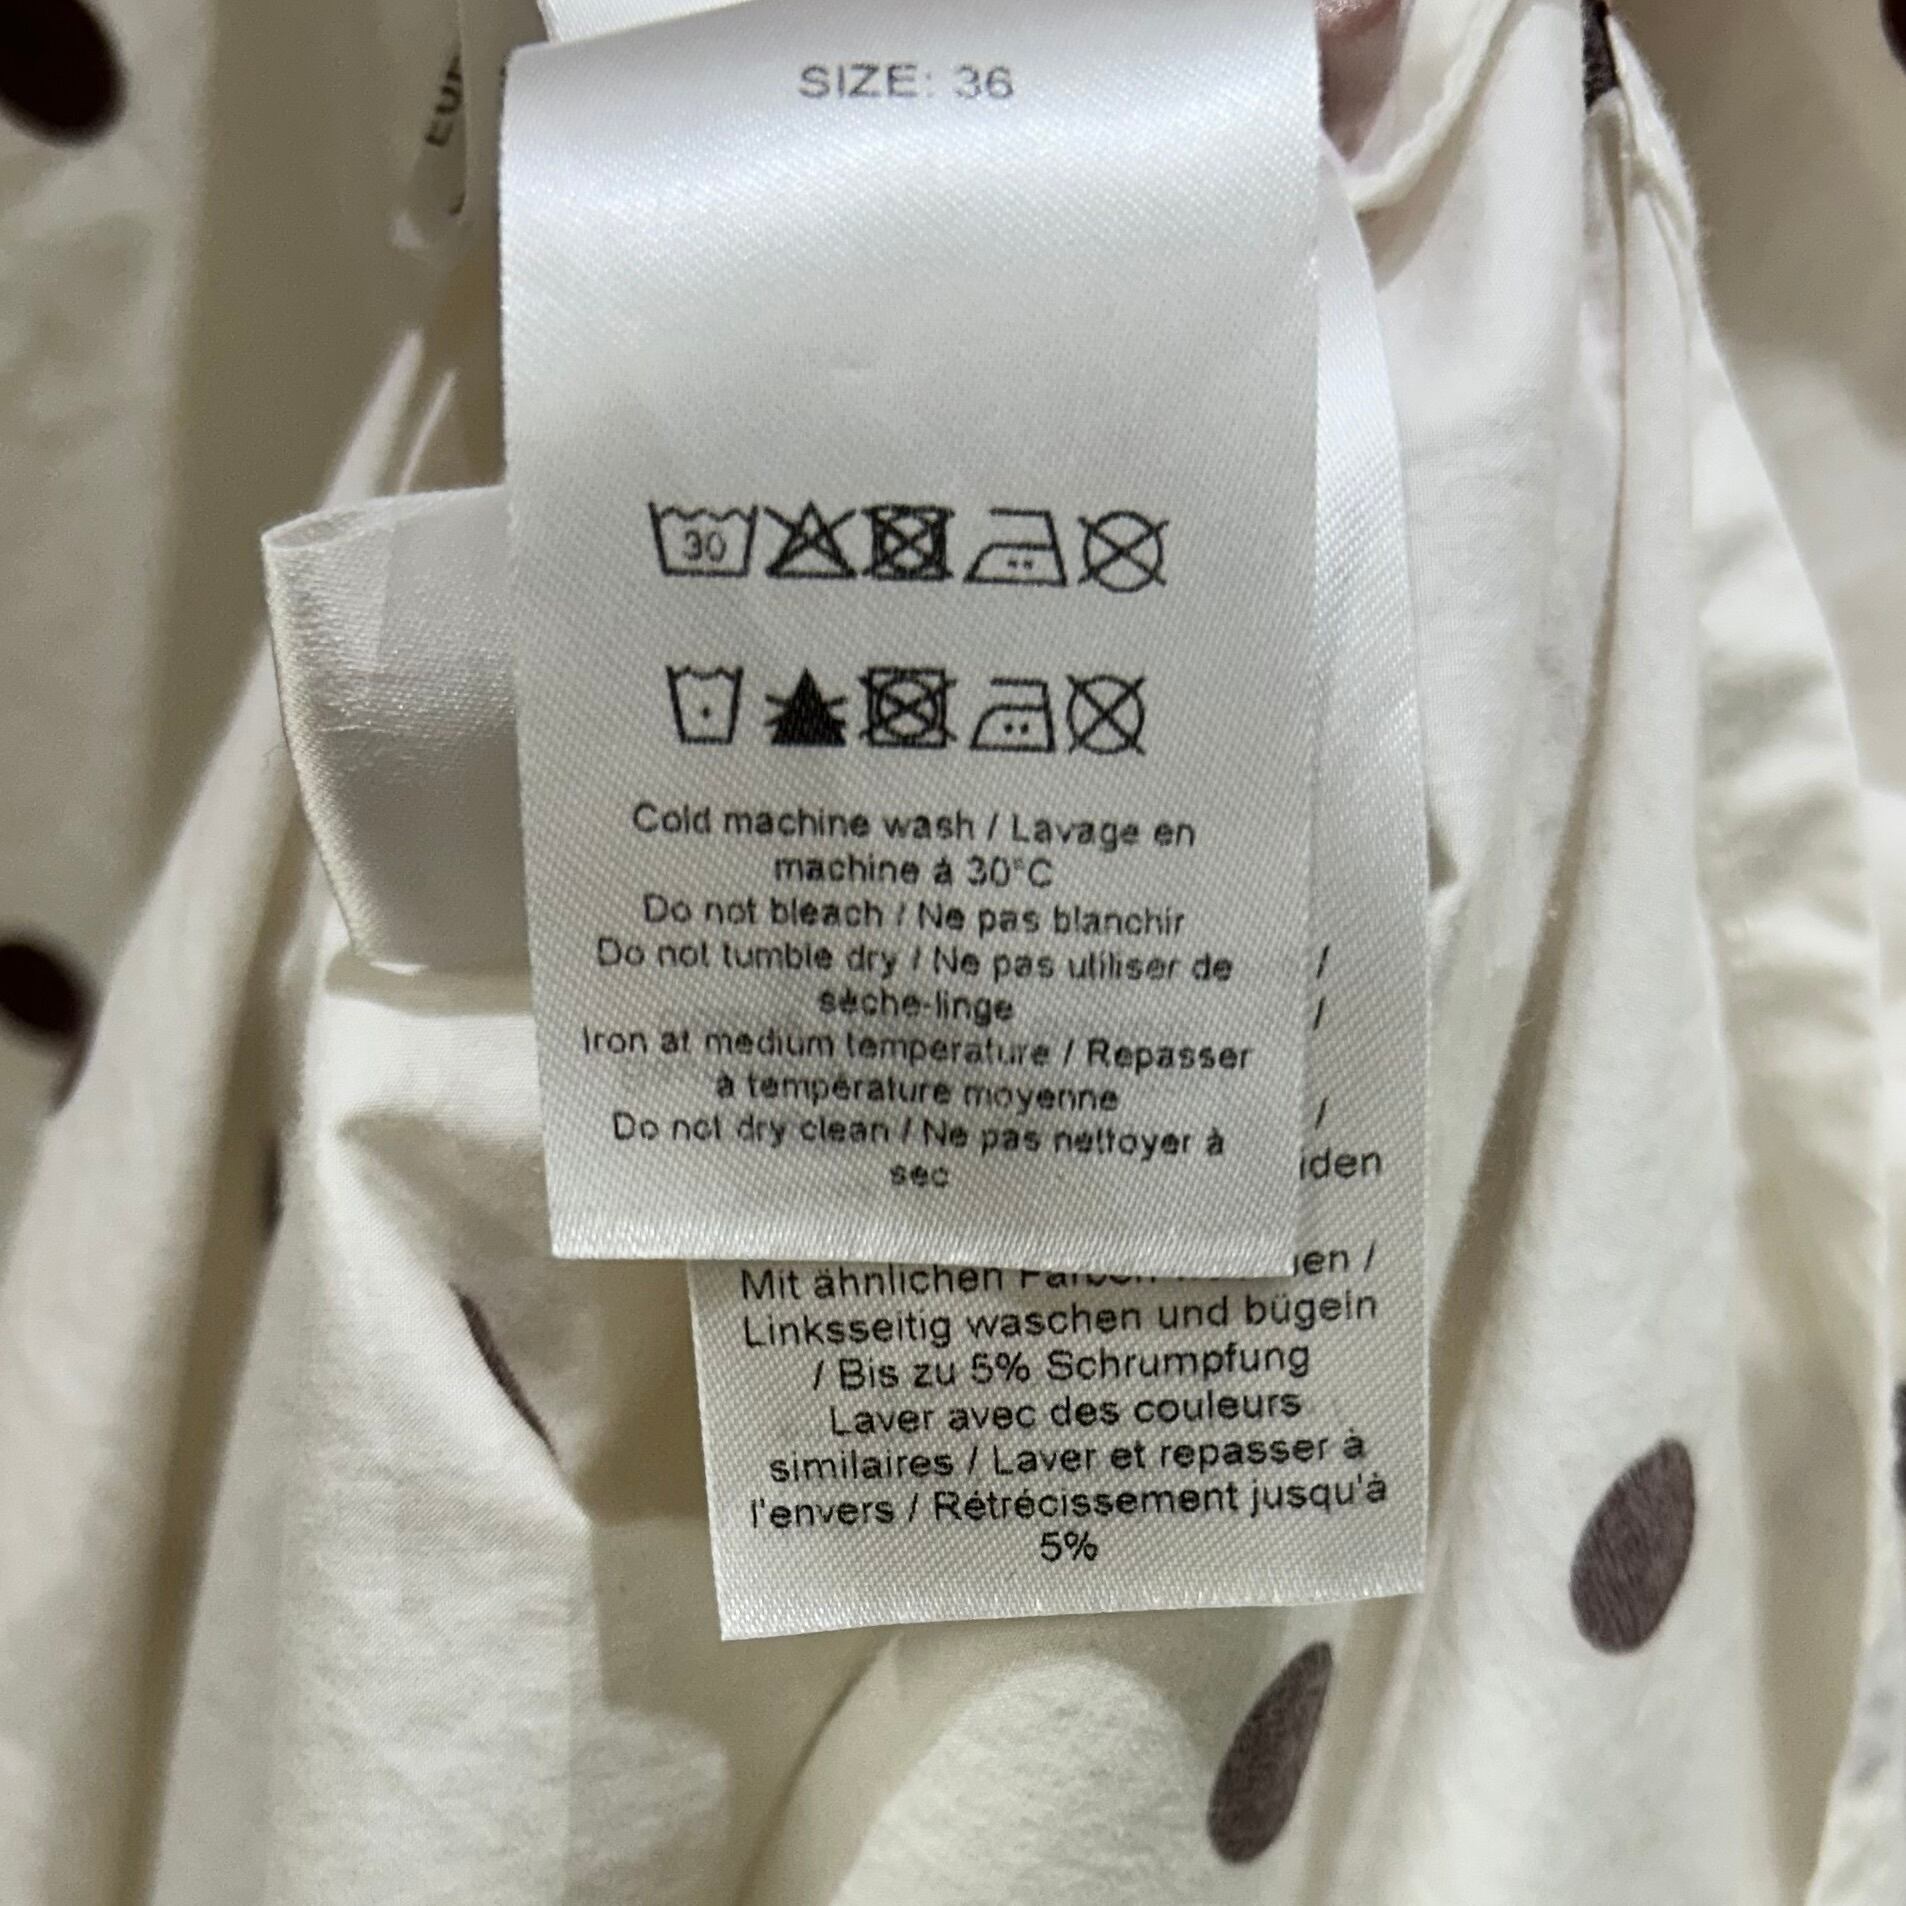 EUR
SIZE: 36
30
Cold machine wash / Lavage en
machine à 30°C
Do not bleach / Ne pas blanchir
Do not tumble dry / Ne pas utiliser de
sèche-linge
Iron at medium temperature / Repasser
à température moyenne
Do not dry clean / Ne pas nettoyer à
sec
/
/
/
iden
Mit ähnlichen en /
Linksseitig waschen und bügeln
/ Bis zu 5% Schrumpfung
Laver avec des couleurs
similaires / Laver et repasser à
l'envers / Rétrécissement jusqu'à
5%